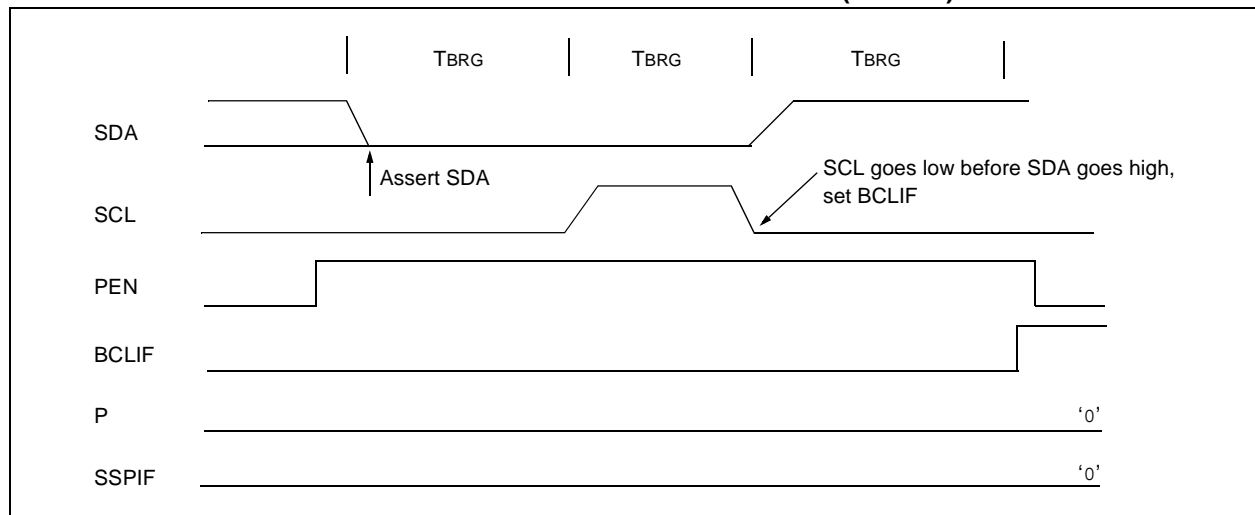 TBRG TBRG TBRG
SDA
Assert SDA
SCL goes low before SDA goes high,
set BCLIF
SCL
PEN
BCLIF
P
'0'
SSPIF
'0'